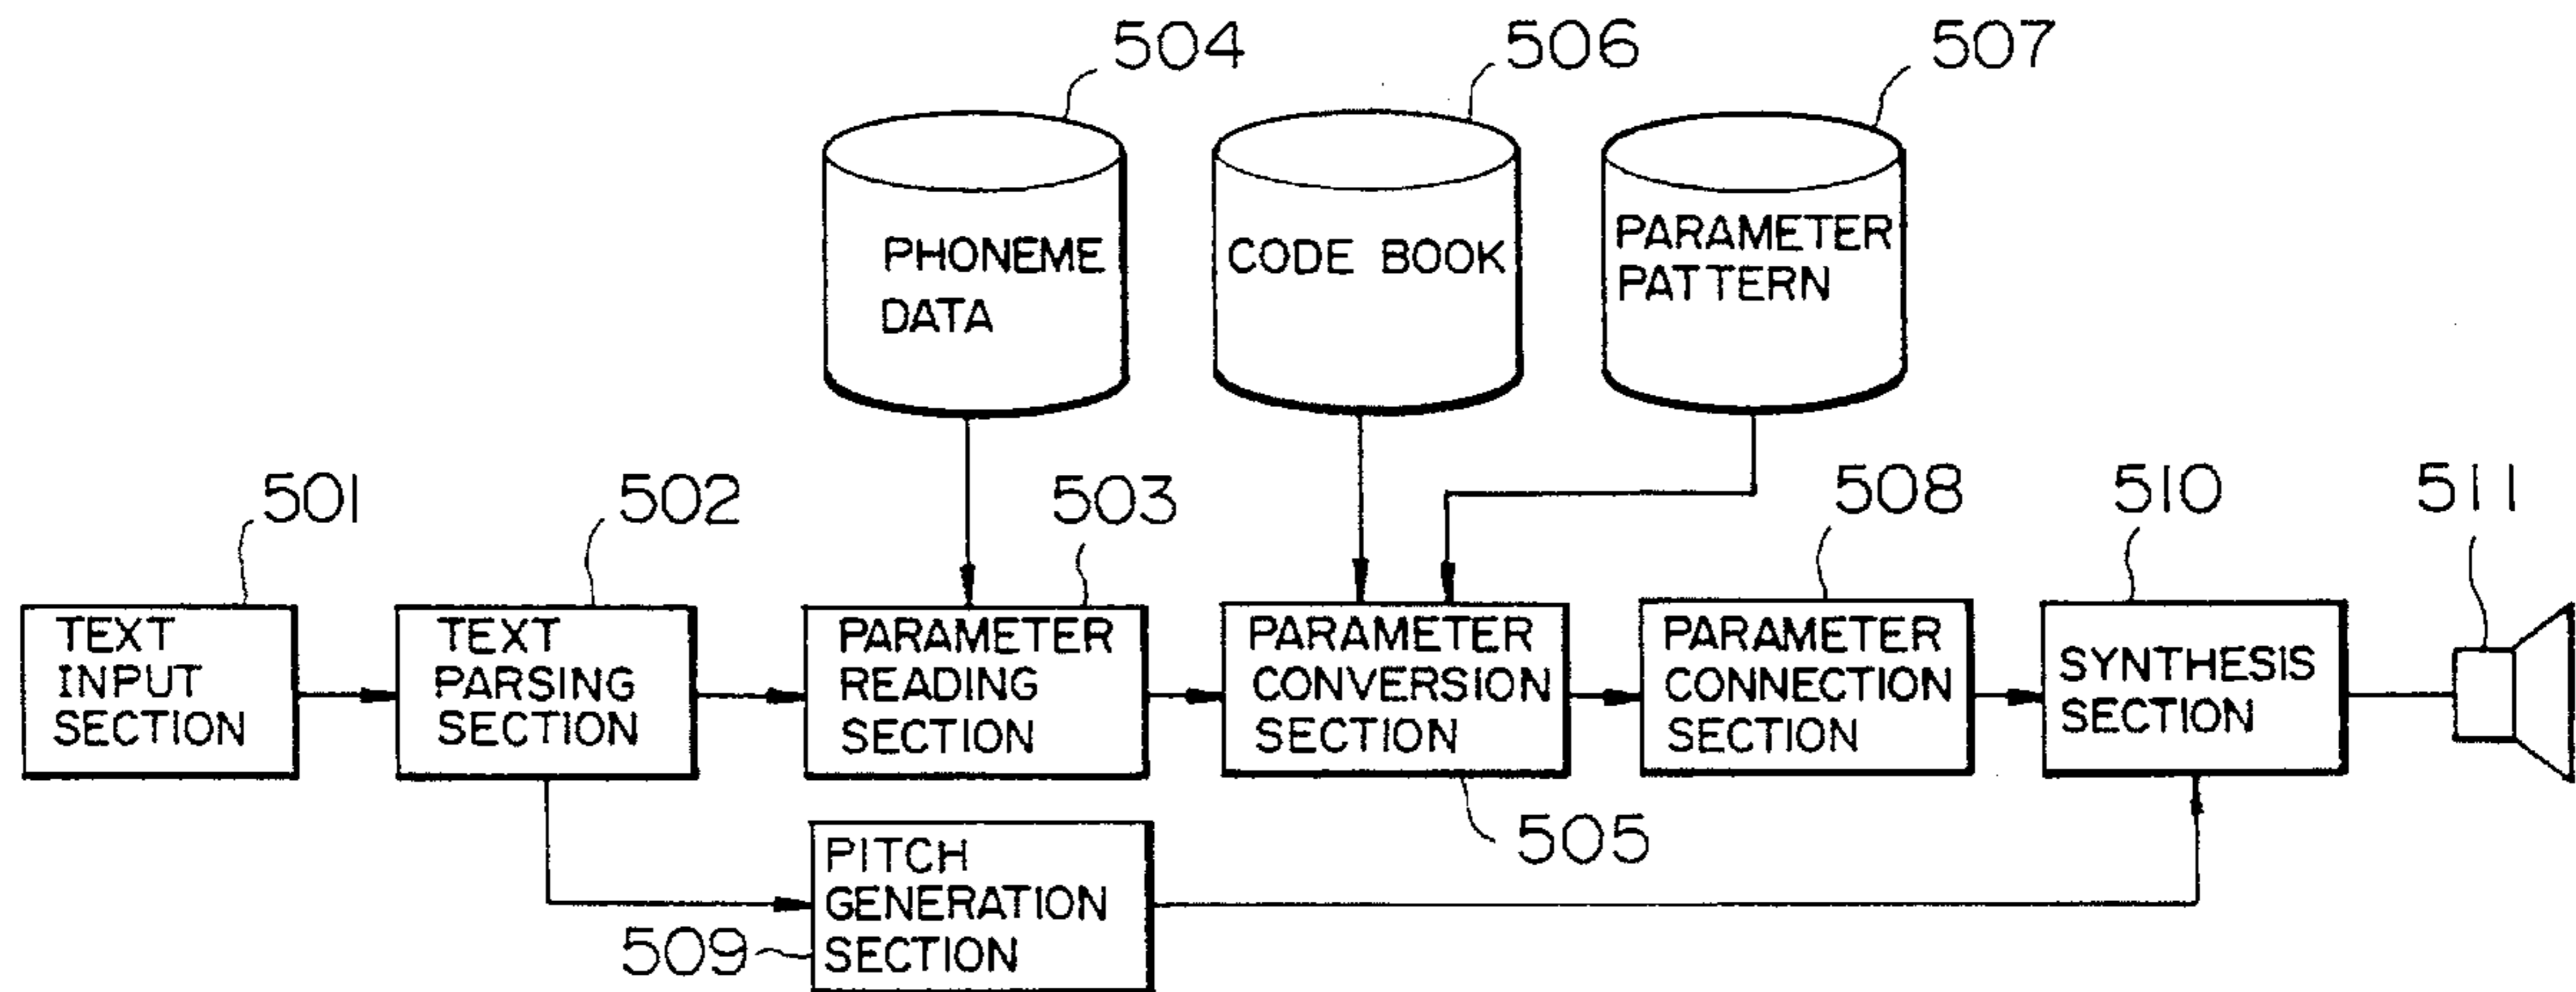 504
506
507
PHONEME
DATA
CODE BOOK
PARAMETER
PATTERN
501
502
503
508
510
511
TEXT
INPUT
SECTION
TEXT
PARSING
SECTION
PARAMETER
READING
SECTION
PARAMETER
CONVERSION
SECTION
PARAMETER
CONNECTION
SECTION
SYNTHESIS
SECTION
505
PITCH
GENERATION
SECTION
509